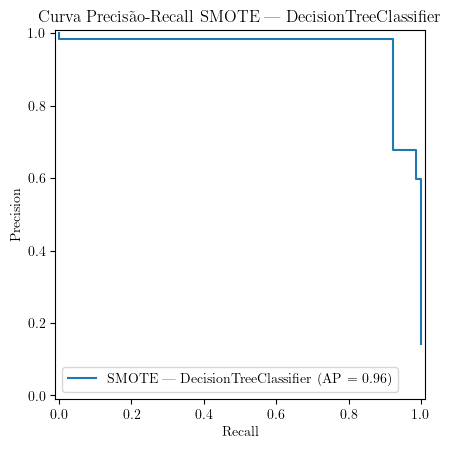 Curva Precisão-Recall SMOTE — DecisionTreeClassifier
1.0
0.8
0.6
0.4
0.2
0.0
Precision
SMOTE — DecisionTreeClassifier (AP = 0.96)
0.0 0.2 0.4 0.6 0.8 1.0
Recall